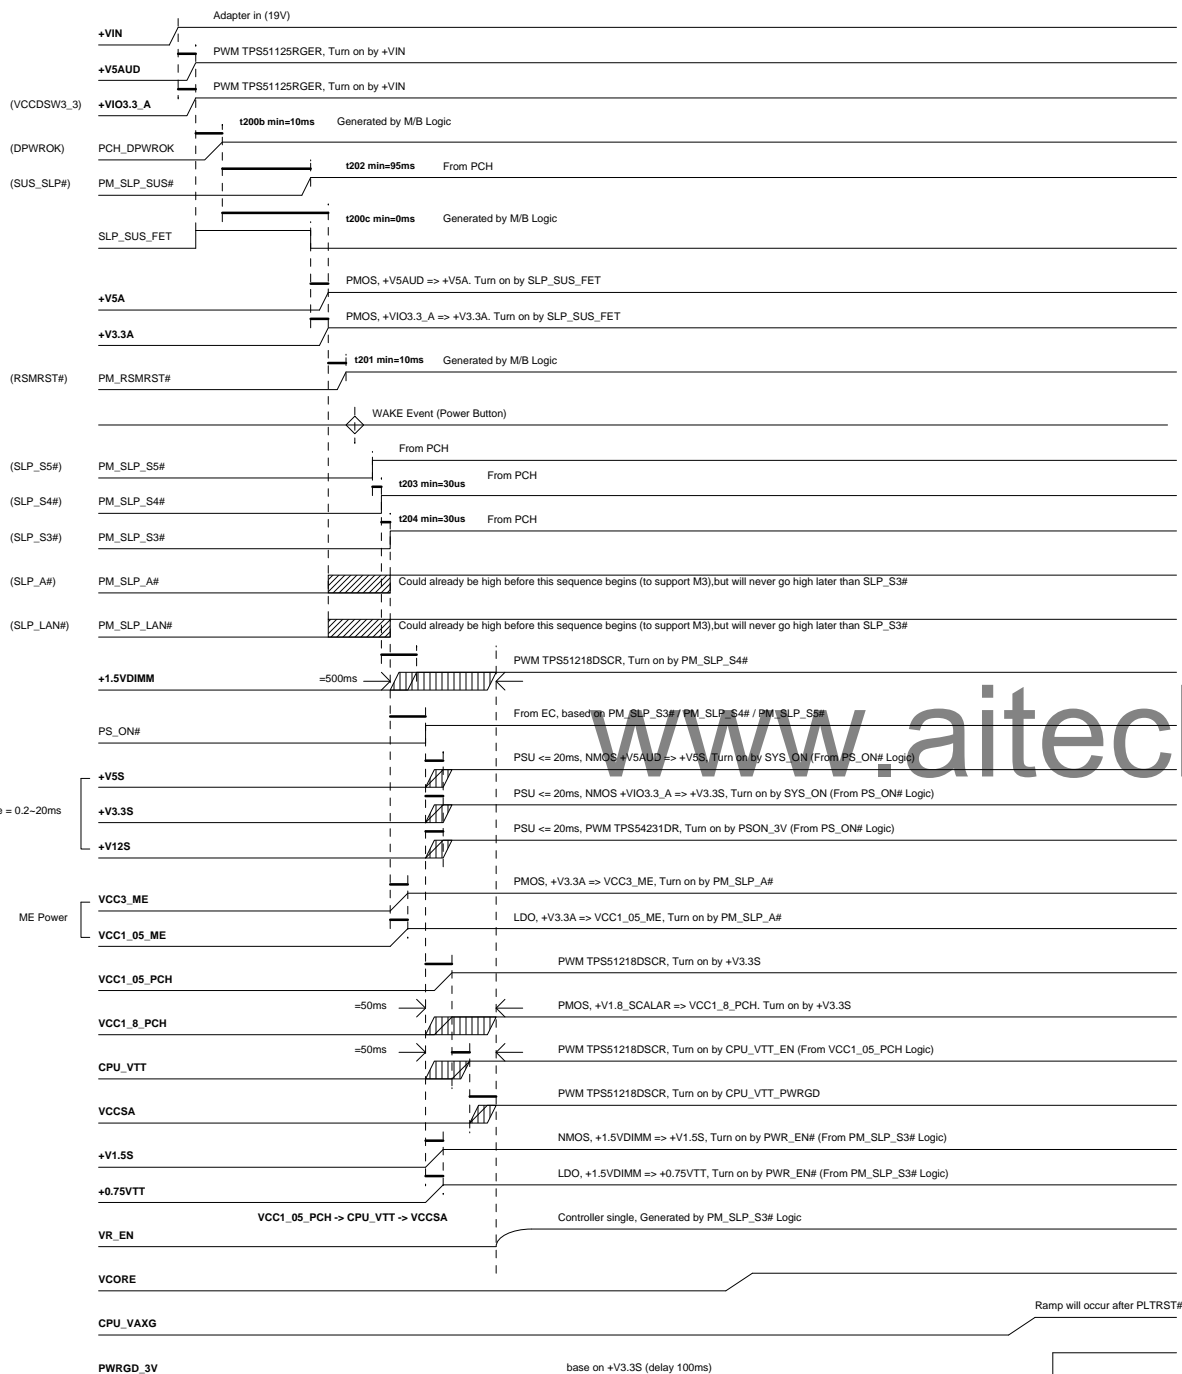 Adapter in (19V)
+VIN
PWM TPS51125RGER, Turn on by +VIN
+V5AUD
PWM TPS51125RGER, Turn on by +VIN
(VCCDSW3_3) +VIO3.3_A
t200b min=10ms Generated by M/B Logic
(DPWROK) PCH_DPWROK
t202 min=95ms From PCH
(SUS_SLP#) PM_SLP_SUS#
t200c min=0ms Generated by M/B Logic
SLP_SUS_FET
PMOS, +V5AUD => +V5A. Turn on by SLP_SUS_FET
+V5A
PMOS, +VIO3.3_A => +V3.3A. Turn on by SLP_SUS_FET
+V3.3A
t201 min=10ms Generated by M/B Logic
(RSMRST#) PM_RSMRST#
WAKE Event (Power Button)
From PCH
(SLP_S5#) PM_SLP_S5#
t203 min=30us From PCH
(SLP_S4#) PM_SLP_S4#
t204 min=30us From PCH
(SLP_S3#) PM_SLP_S3#
(SLP_A#) PM_SLP_A# Could already be high before this sequence begins (to support M3),but will never go high later than SLP_S3#
(SLP_LAN#) PM_SLP_LAN# Could already be high before this sequence begins (to support M3),but will never go high later than SLP_S3#
PWM TPS51218DSCR, Turn on by PM_SLP_S4#
+1.5VDIMM =500ms
From EC, based on PM_SLP_S3# / PM_SLP_S4# / PM_SLP_S5#
PS_ON#
www.aitec
PSU <= 20ms, NMOS +V5AUD => +V5S, Turn on by SYS_ON (From PS_ON# Logic)
+V5S
PSU <= 20ms, NMOS +VIO3.3_A => +V3.3S, Turn on by SYS_ON (From PS_ON# Logic)
= 0.2~20ms +V3.3S
PSU <= 20ms, PWM TPS54231DR, Turn on by PSON_3V (From PS_ON# Logic)
+V12S
PMOS, +V3.3A => VCC3_ME, Turn on by PM_SLP_A#
VCC3_ME
ME Power
LDO, +V3.3A => VCC1_05_ME, Turn on by PM_SLP_A#
VCC1_05_ME
PWM TPS51218DSCR, Turn on by +V3.3S
VCC1_05_PCH
=50ms PMOS, +V1.8_SCALAR => VCC1_8_PCH. Turn on by +V3.3S
VCC1_8_PCH
=50ms PWM TPS51218DSCR, Turn on by CPU_VTT_EN (From VCC1_05_PCH Logic)
CPU_VTT
PWM TPS51218DSCR, Turn on by CPU_VTT_PWRGD
VCCSA
NMOS, +1.5VDIMM => +V1.5S, Turn on by PWR_EN# (From PM_SLP_S3# Logic)
+V1.5S
LDO, +1.5VDIMM => +0.75VTT, Turn on by PWR_EN# (From PM_SLP_S3# Logic)
+0.75VTT
VCC1_05_PCH -> CPU_VTT -> VCCSA Controller single, Generated by PM_SLP_S3# Logic
VR_EN
VCORE
Ramp will occur after PLTRST#
CPU_VAXG
PWRGD_3V base on +V3.3S (delay 100ms)